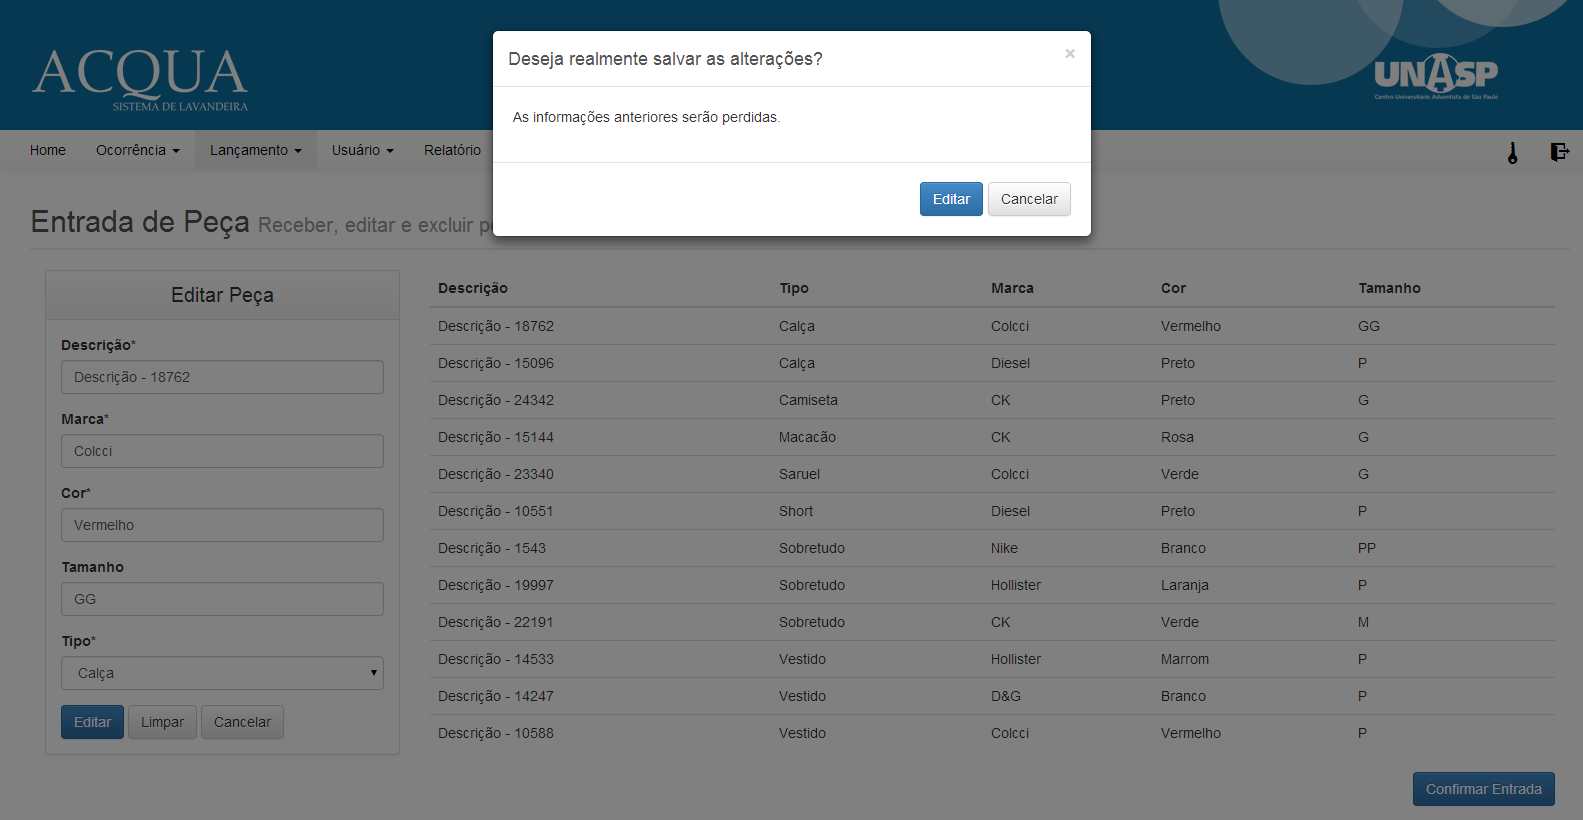 Deseja realmente salvar as alterações?
×
As informações anteriores serão perdidas.
Editar Cancelar
ACQUA
SISTEMA DE LAVANDEIRA
UNASP
Centro Universitário Adventista de São Paulo
Home Ocorrência Lançamento Usuário Relatório
Entrada de Peça Receber, editar e excluir
Editar Peça
Descrição*
Descrição - 18762
Marca*
Colcci
Cor*
Vermelho
Tamanho
GG
Tipo*
Calça
Editar Limpar Cancelar
Descrição Tipo Marca Cor Tamanho
Descrição - 18762 Calça Colcci Vermelho GG
Descrição - 15096 Calça Diesel Preto P
Descrição - 24342 Camiseta CK Preto G
Descrição - 15144 Macacão CK Rosa G
Descrição - 23340 Saruel Colcci Verde G
Descrição - 10551 Short Diesel Preto P
Descrição - 1543 Sobretudo Nike Branco PP
Descrição - 19997 Sobretudo Hollister Laranja P
Descrição - 22191 Sobretudo CK Verde M
Descrição - 14533 Vestido Hollister Marrom P
Descrição - 14247 Vestido D&G Branco P
Descrição - 10588 Vestido Colcci Vermelho P
Confirmar Entrada